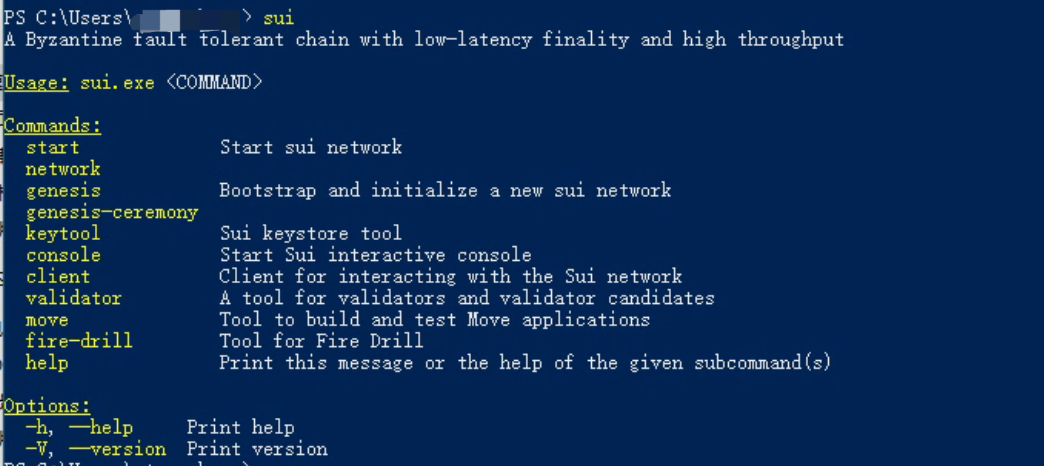 PS C:\Users\ > sui
A Byzantine fault tolerant chain with low-latency finality and high throughput
Usage: sui.exe <COMMAND>
Commands:
start Start sui network
network
genesis Bootstrap and initialize a new sui network
genesis-ceremony
keytool Sui keystore tool
console Start Sui interactive console
client Client for interacting with the Sui network
validator A tool for validators and validator candidates
move Tool to build and test Move applications
fire-drill Tool for Fire Drill
help Print this message or the help of the given subcommand(s)
Options:
-h, --help Print help
-V, --version Print version